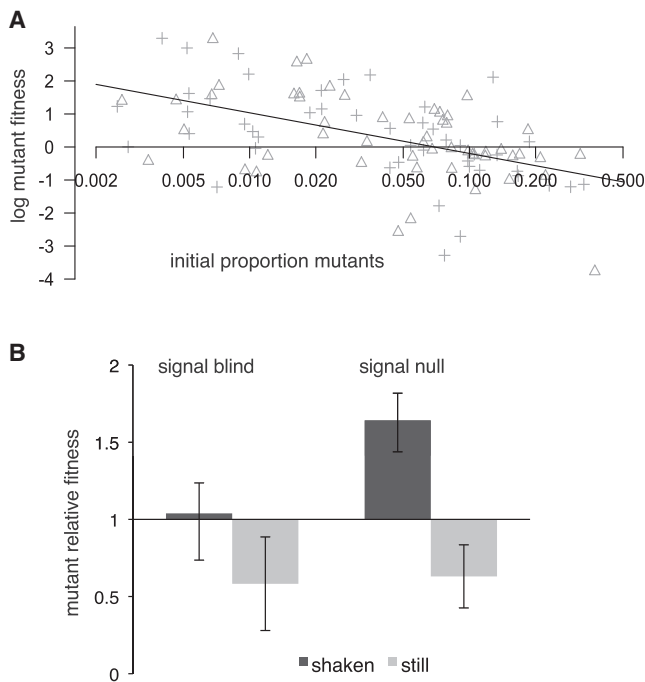 A
log mutant fitness
3
2
1
0
-1
-2
-3
-4
0.002 0.005 0.010 0.020 0.050 0.100 0.200 0.500
initial proportion mutants
B
mutant relative fitness
2
1.5
1
0.5
0
signal blind signal null
shaken still